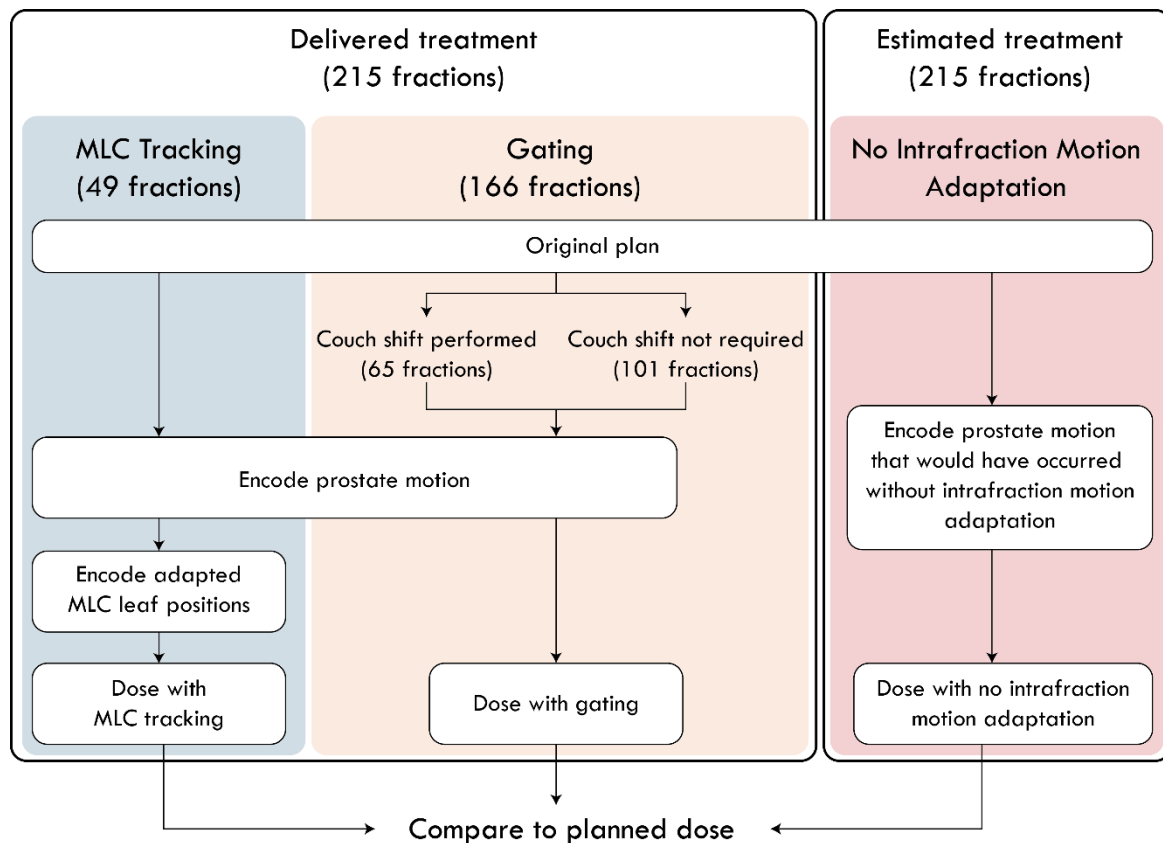 Delivered treatment
(215 fractions)
Estimated treatment
(215 fractions)
MLC Tracking
(49 fractions)
Gating
(166 fractions)
No Intrafraction Motion
Adaptation
Original plan
Couch shift performed
(65 fractions)
Couch shift not required
(101 fractions)
Encode prostate motion
Encode prostate motion
that would have occurred
without intrafraction motion
adaptation
Encode adapted
MLC leaf positions
Dose with
MLC tracking
Dose with gating
Dose with no intrafraction
motion adaptation
Compare to planned dose